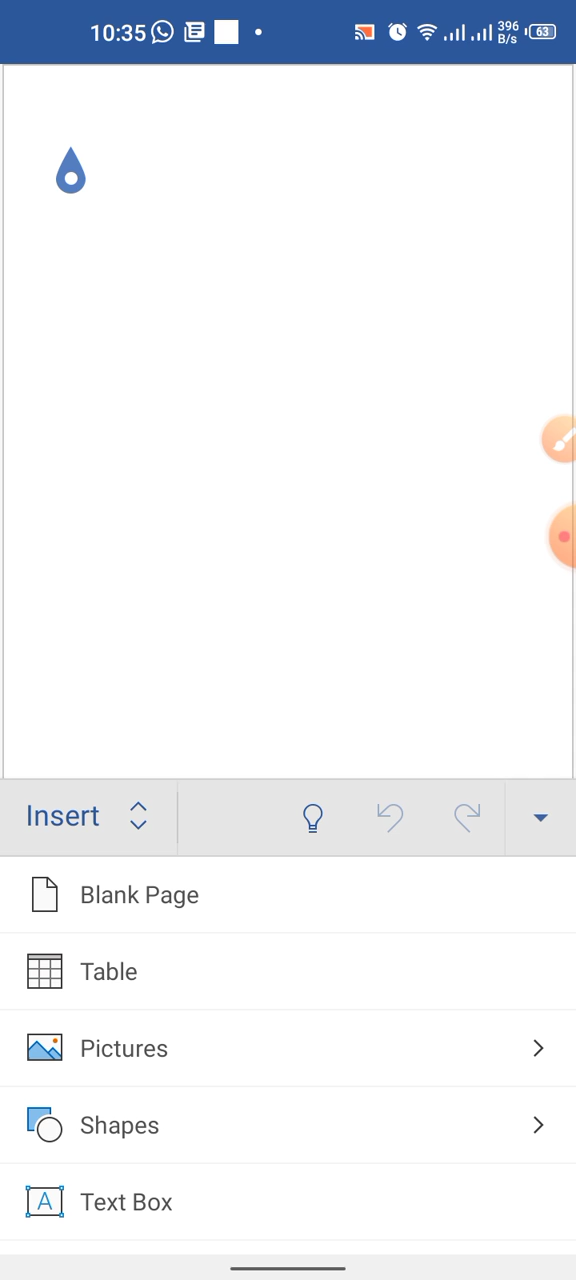 10:35 396 B/s 63
Insert
Blank Page
Table
Pictures
Shapes
A Text Box